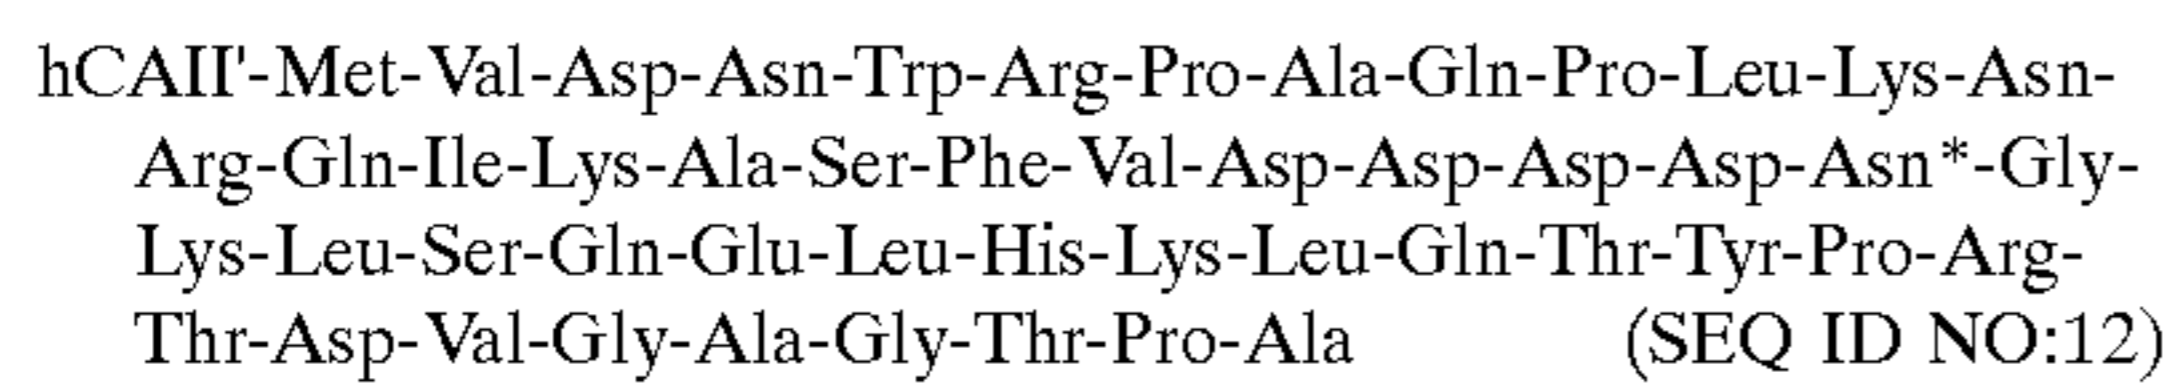 hCAII'-Met-Val-Asp-Asn-Trp-Arg-Pro-Ala-Gln-Pro-Leu-Lys-Asn-
Arg-Gln-Ile-Lys-Ala-Ser-Phe-Val-Asp-Asp-Asp-Asp-Asn*-Gly-
Lys-Leu-Ser-Gln-Glu-Leu-His-Lys-Leu-Gln-Thr-Tyr-Pro-Arg-
Thr-Asp-Val-Gly-Ala-Gly-Thr-Pro-Ala (SEQ ID NO:12)